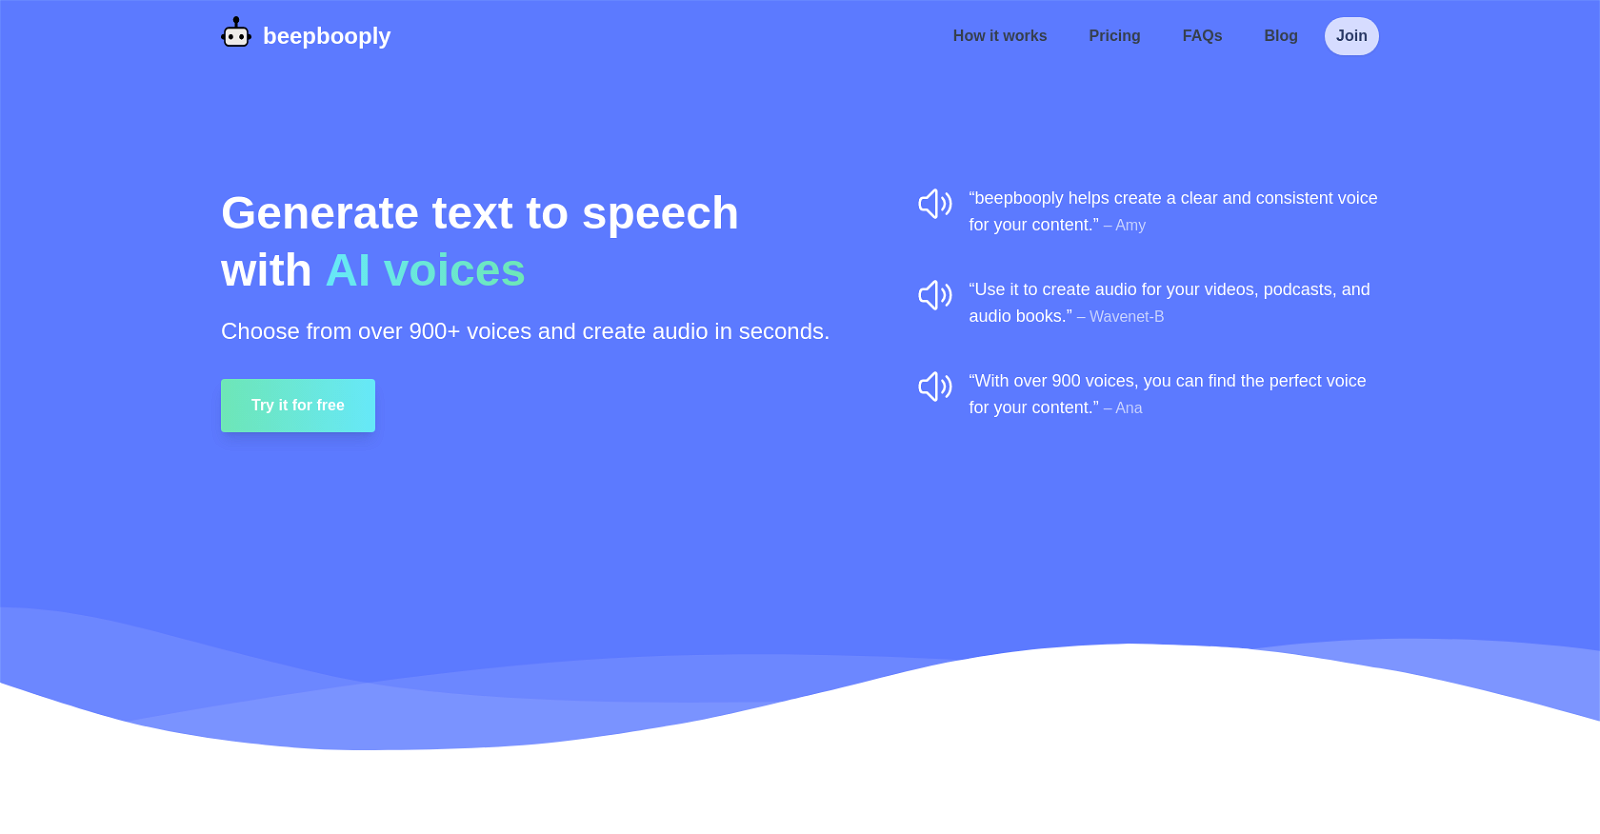 beepbooply
How it works
Pricing
FAQs
Blog
Join
Generate text to speech
with AI voices
Choose from over 900+ voices and create audio in seconds.
Try it for free
“beepbooply helps create a clear and consistent voice
for your content.” – Amy
“Use it to create audio for your videos, podcasts, and
audio books.” – Wavenet-B
“With over 900 voices, you can find the perfect voice
for your content.” – Ana